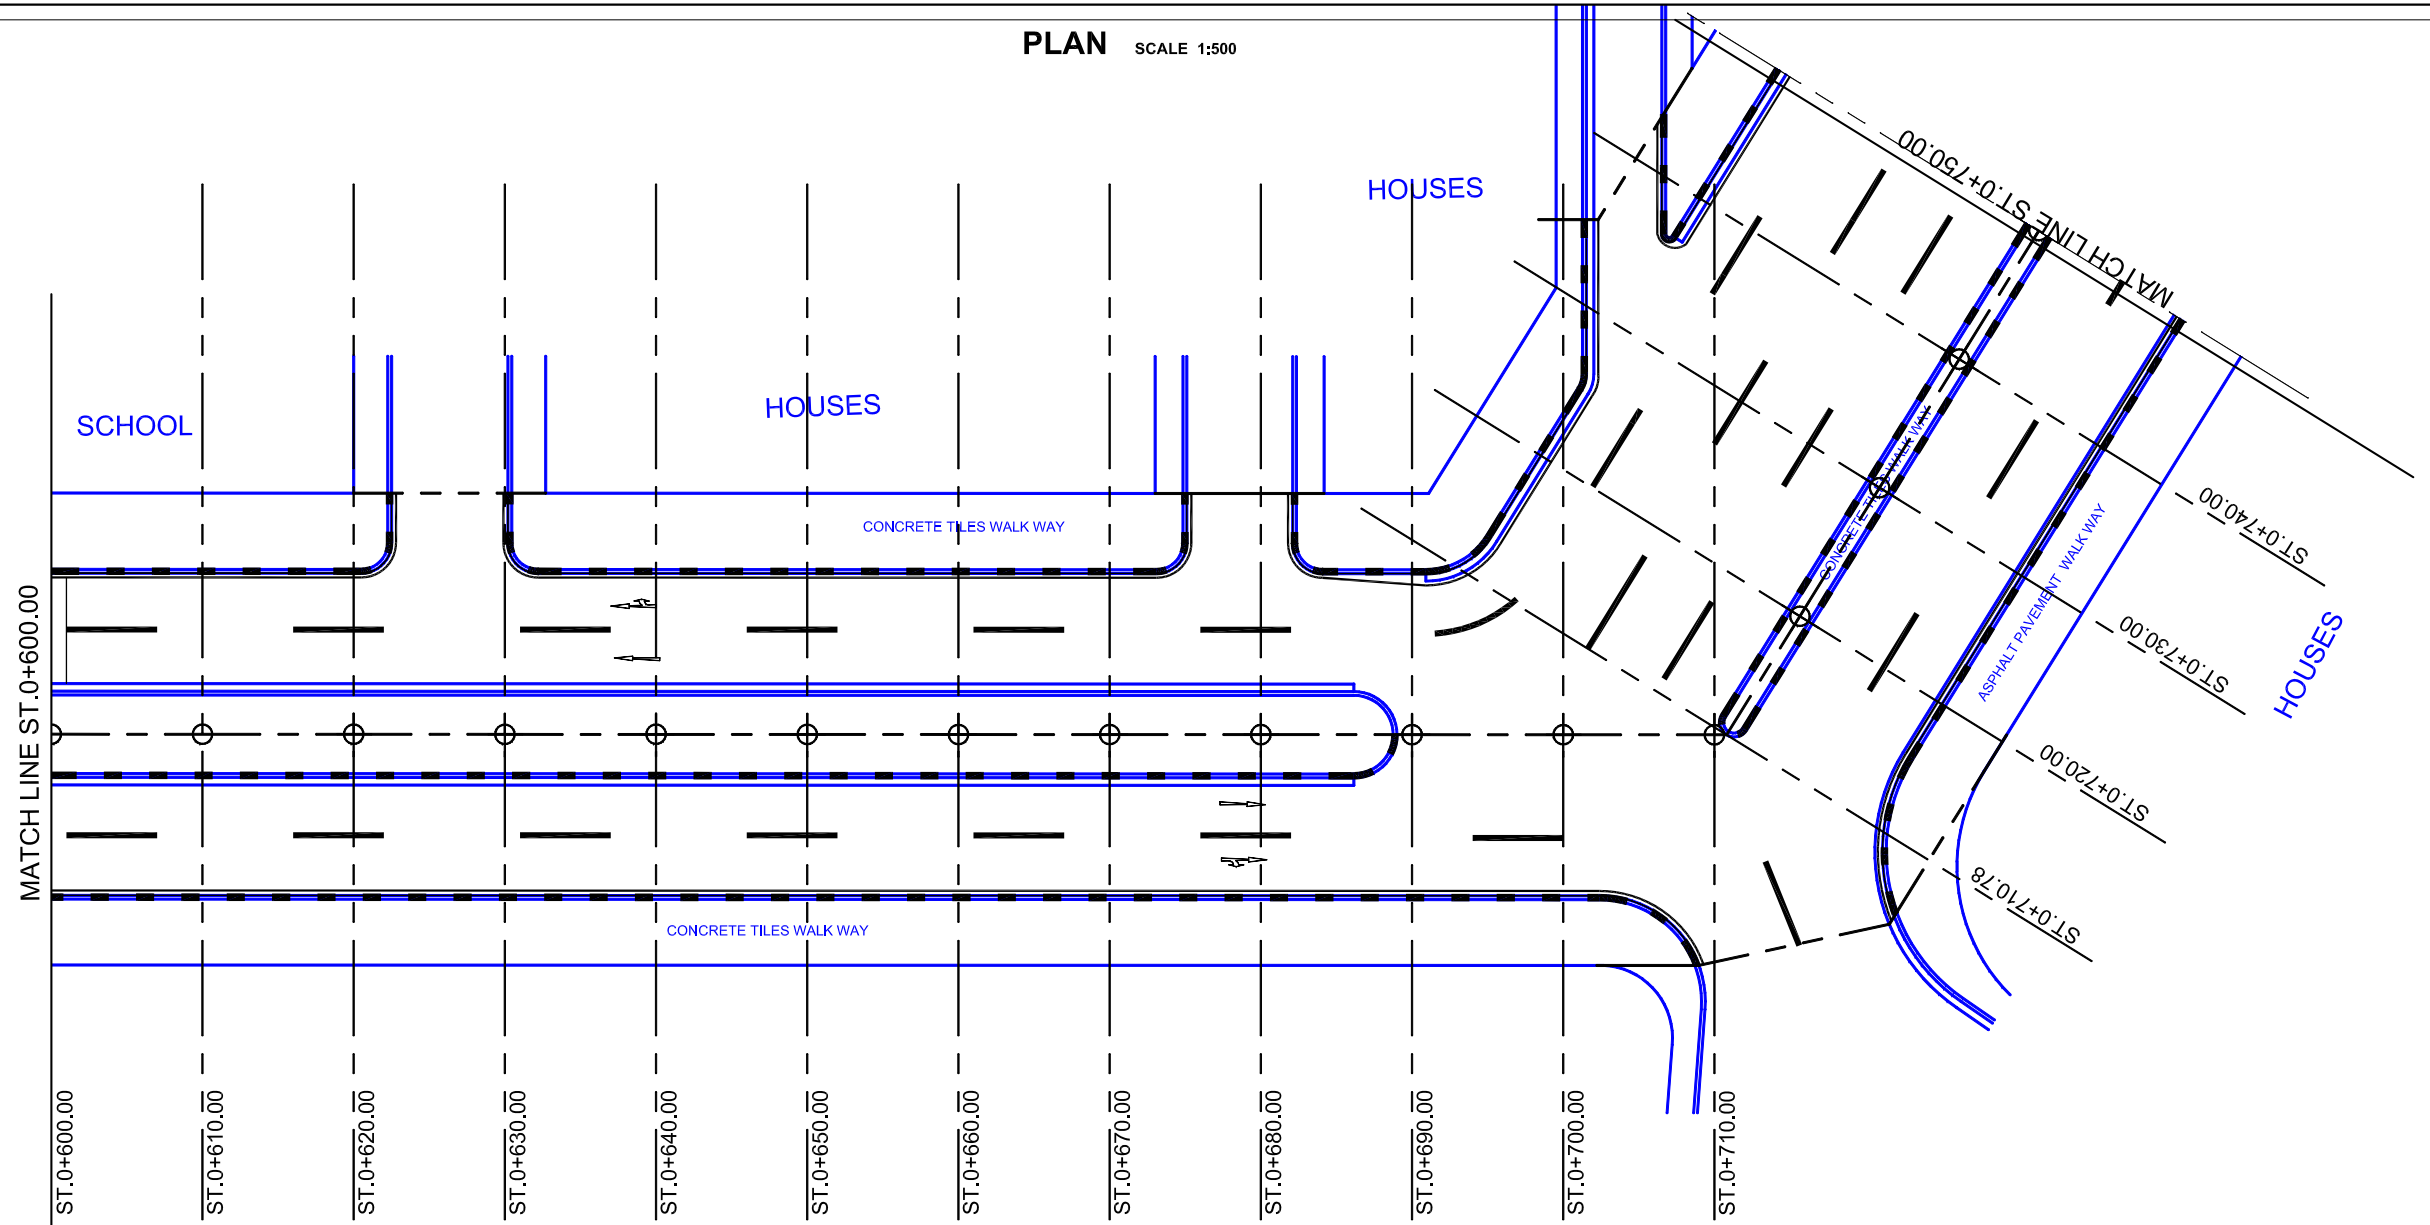 PLAN SCALE 1:500
MATCH LINE ST.0+750.00
HOUSES
HOUSES
SCHOOL
CONCRETE TILES WALK WAY
CONCRETE TILES WALK WAY
ASPHALT PAVEMENT WALK WAY
ST.0+740.00
ST.0+730.00
HOUSES
ST.0+720.00
ST.0+710.78
MATCH LINE ST.0+600.00
CONCRETE TILES WALK WAY
ST.0+600.00
ST.0+610.00
ST.0+620.00
ST.0+630.00
ST.0+640.00
ST.0+650.00
ST.0+660.00
ST.0+670.00
ST.0+680.00
ST.0+690.00
ST.0+700.00
ST.0+710.00